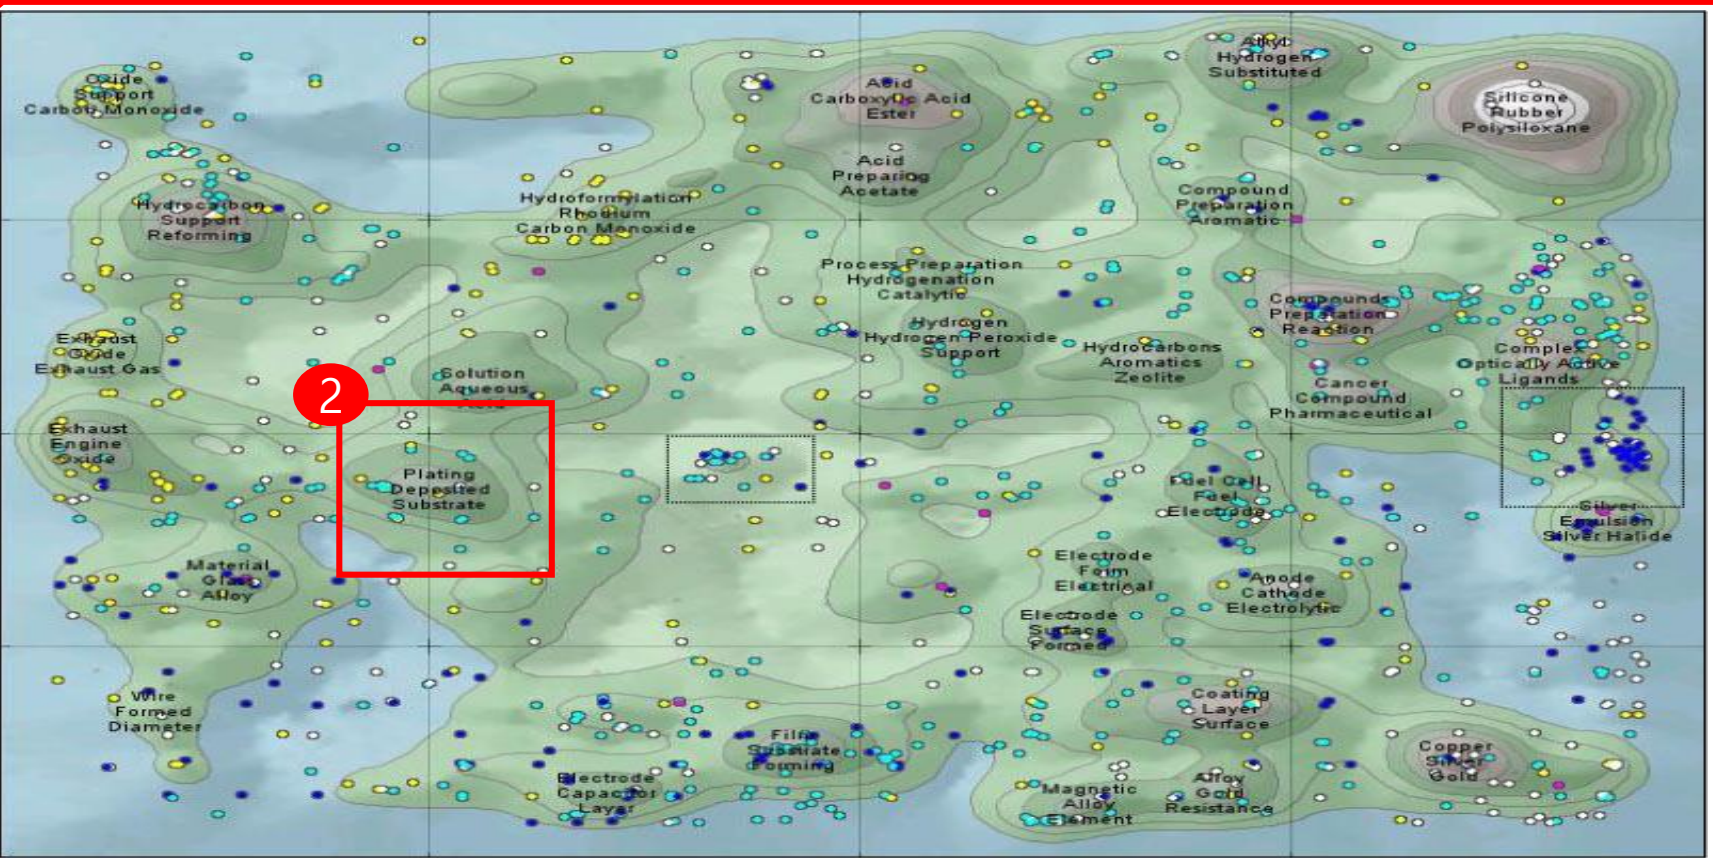 Alkyl
Hydrogen
Substituted
Oxide
Support
Carbon Monoxide
Acid
Carboxylic Acid
Ester
Silicone
Rubber
Polysiloxane
Acid
Preparing
Acetate
Hydrocarbon
Support
Reforming
Hydroformylation
Rhodium
Carbon Monoxide
Compound
Preparation
Aromatic
Process Preparation
Hydrogenation
Catalytic
Compounds
Preparation
Reaction
Hydrogen
Hydrogen Peroxide
Support
Exhaust
Oxide
Exhaust Gas
Hydrocarbons
Aromatics
Zeolite
Complex
Optically Active
Ligands
Solution
Aqueous
Acid
2
Cancer
Compound
Pharmaceutical
Exhaust
Engine
Oxide
Plating
Deposited
Substrate
Fuel Cell
Fuel
Electrode
Silver
Emulsion
Silver Halide
Material
Glass
Alloy
Electrode
Foim
Electrical
Anode
Cathode
Electrolytic
Electrode
Surface
Formed
Wire
Formed
Diameter
Coating
Layer
Surface
Film
Substrate
Forming
Copper
Silver
Gold
Electrode
Capacitor
Layer
Magnetic
Alloy
Element
Alloy
Gold
Resistance